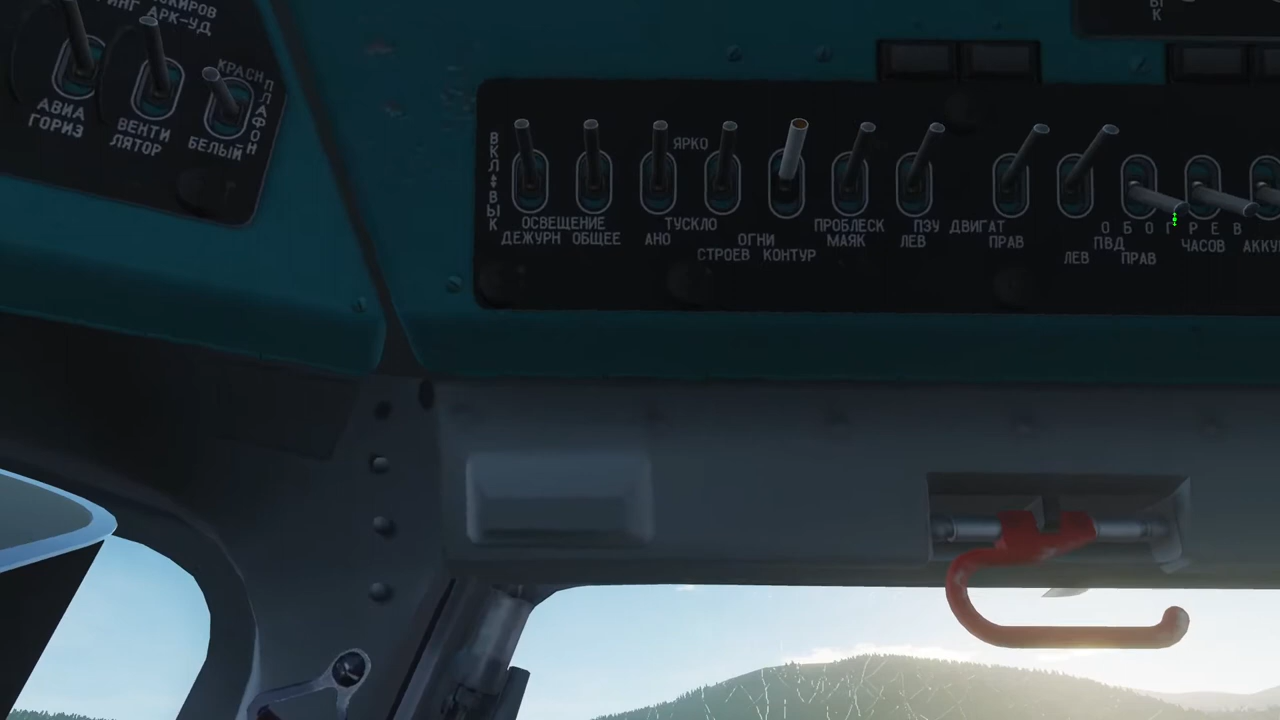 АРК-УД
АВИА
ГОРИЗ
ВЕНТИ
ЛЯТОР
КРАСН
ПЛАФОН
БЕЛЫЙ
ВКЛ
ВЫК
ЯРКО
ТУСКЛО
ОСВЕЩЕНИЕ
ДЕЖУРН ОБЩЕЕ
АНО
ОГНИ
СТРОЕВ КОНТУР
ПРОБЛЕСК
МАЯК
ПЗУ
ЛЕВ
ДВИГАТ
ПРАВ
ОБОГРЕВ
ПВД
ЛЕВ ПРАВ
ЧАСОВ